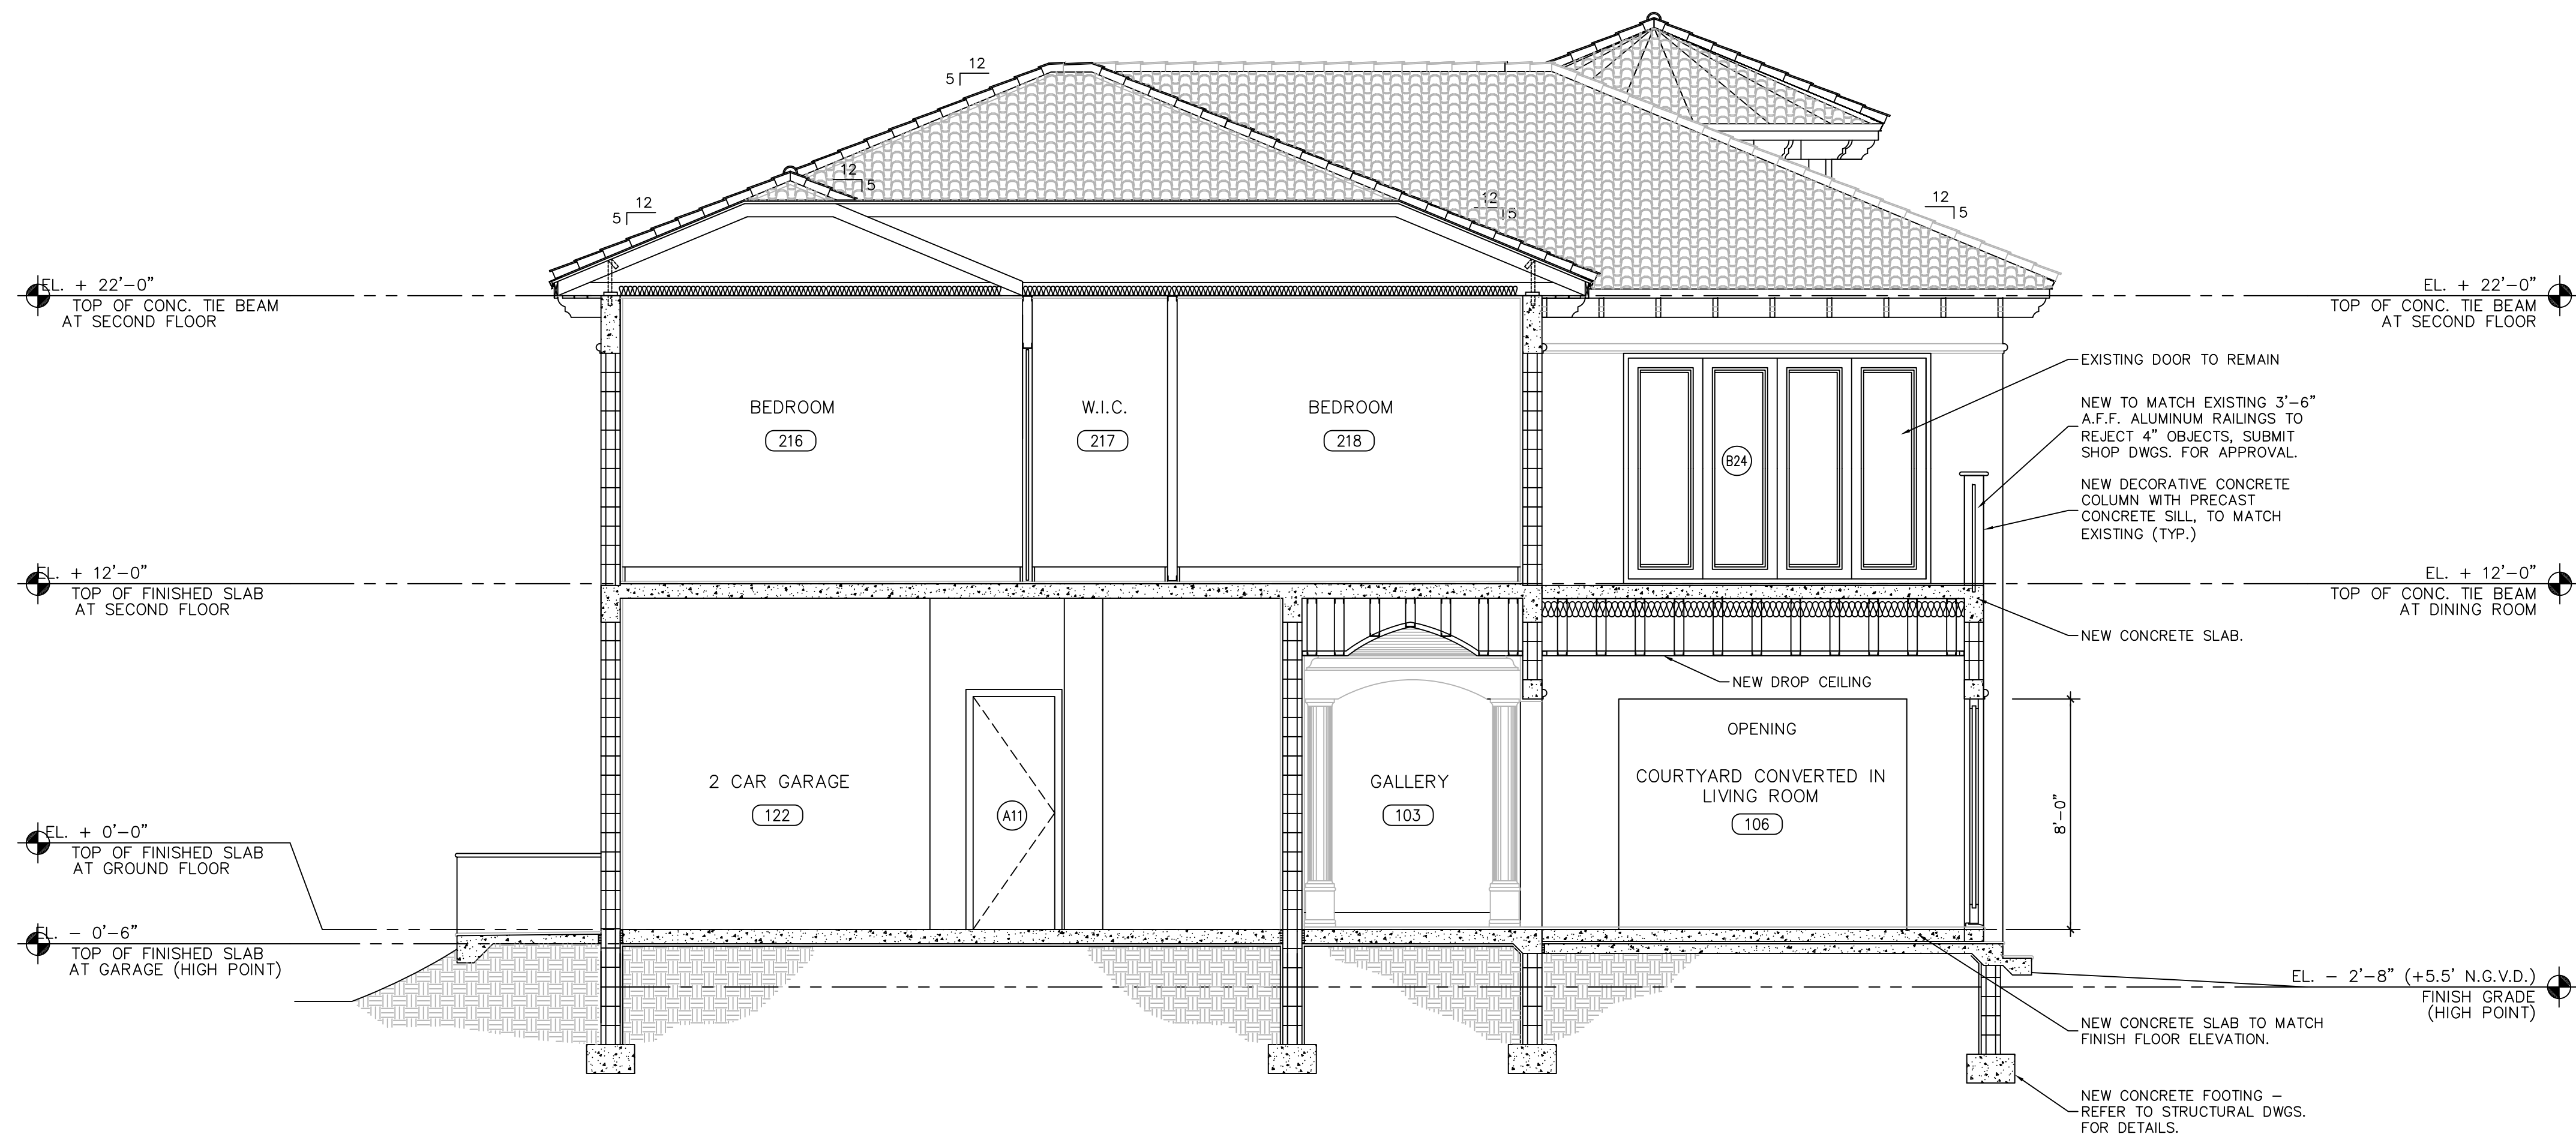 12
5
12
5
12
5
12
5
12
5
EL. + 22'-0"
TOP OF CONC. TIE BEAM
AT SECOND FLOOR
EL. + 22'-0"
TOP OF CONC. TIE BEAM
AT SECOND FLOOR
EXISTING DOOR TO REMAIN
NEW TO MATCH EXISTING 3'-6"
A.F.F. ALUMINUM RAILINGS TO
REJECT 4" OBJECTS, SUBMIT
SHOP DWGS. FOR APPROVAL.
NEW DECORATIVE CONCRETE
COLUMN WITH PRECAST
CONCRETE SILL, TO MATCH
EXISTING (TYP.)
BEDROOM
216
W.I.C.
217
BEDROOM
218
B24
EL. + 12'-0"
TOP OF FINISHED SLAB
AT SECOND FLOOR
EL. + 12'-0"
TOP OF CONC. TIE BEAM
AT DINING ROOM
NEW CONCRETE SLAB.
NEW DROP CEILING
OPENING
2 CAR GARAGE
122
A11
GALLERY
103
COURTYARD CONVERTED IN
LIVING ROOM
106
8'-0"
EL. + 0'-0"
TOP OF FINISHED SLAB
AT GROUND FLOOR
EL. - 0'-6"
TOP OF FINISHED SLAB
AT GARAGE (HIGH POINT)
EL. - 2'-8" (+5.5' N.G.V.D.)
FINISH GRADE
(HIGH POINT)
NEW CONCRETE SLAB TO MATCH
FINISH FLOOR ELEVATION.
NEW CONCRETE FOOTING -
REFER TO STRUCTURAL DWGS.
FOR DETAILS.